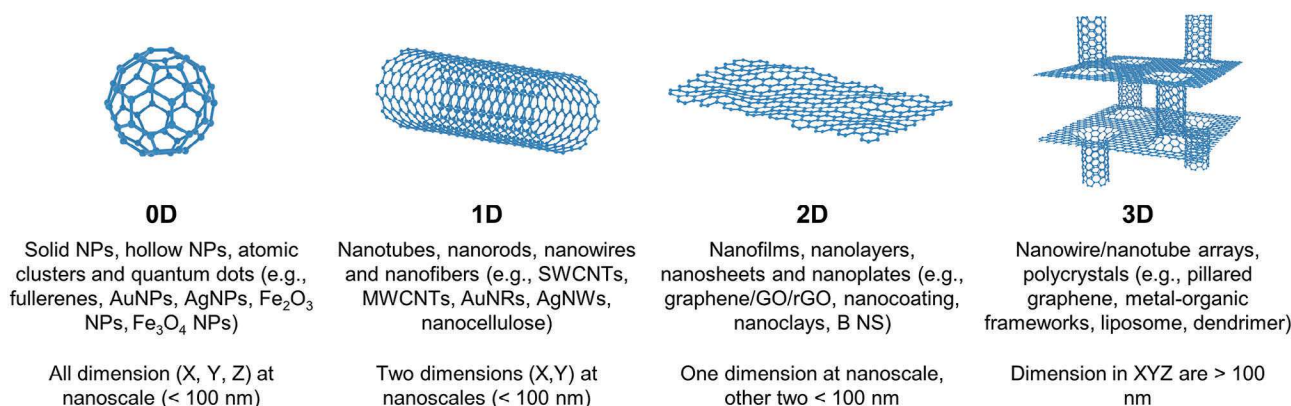 0D
Solid NPs, hollow NPs, atomic
clusters and quantum dots (e.g.,
fullerenes, AuNPs, AgNPs, Fe₂O₃
NPs, Fe₃O₄ NPs)
All dimension (X, Y, Z) at
nanoscale (< 100 nm)
1D
Nanotubes, nanorods, nanowires
and nanofibers (e.g., SWCNTs,
MWCNTs, AuNRs, AgNWs,
nanocellulose)
Two dimensions (X,Y) at
nanoscales (< 100 nm)
2D
Nanofilms, nanolayers,
nanosheets and nanoplates (e.g.,
graphene/GO/rGO, nanocoating,
nanoclays, B NS)
One dimension at nanoscale,
other two < 100 nm
3D
Nanowire/nanotube arrays,
polycrystals (e.g., pillared
graphene, metal-organic
frameworks, liposome, dendrimer)
Dimension in XYZ are > 100
nm